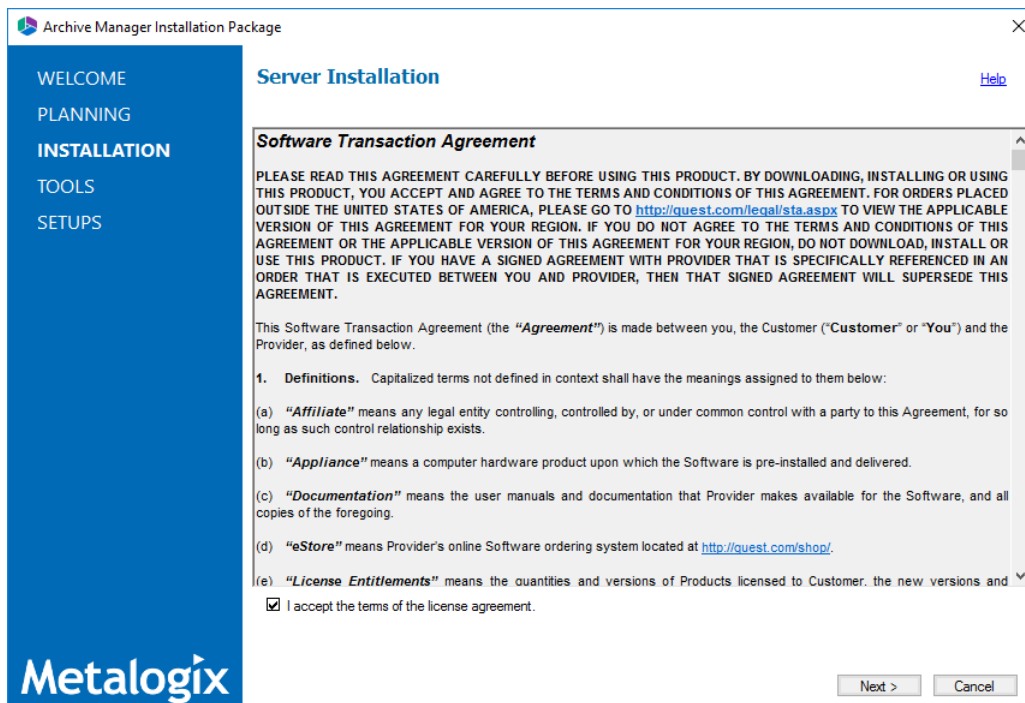 Archive Manager Installation Package
WELCOME
PLANNING
INSTALLATION
TOOLS
SETUPS
Server Installation
Help
Software Transaction Agreement
PLEASE READ THIS AGREEMENT CAREFULLY BEFORE USING THIS PRODUCT. BY DOWNLOADING, INSTALLING OR USING
THIS PRODUCT, YOU ACCEPT AND AGREE TO THE TERMS AND CONDITIONS OF THIS AGREEMENT. FOR ORDERS PLACED
OUTSIDE THE UNITED STATES OF AMERICA, PLEASE GO TO http://quest.com/legal/sta.aspx TO VIEW THE APPLICABLE
VERSION OF THIS AGREEMENT FOR YOUR REGION. IF YOU DO NOT AGREE TO THE TERMS AND CONDITIONS OF THIS
AGREEMENT OR THE APPLICABLE VERSION OF THIS AGREEMENT FOR YOUR REGION, DO NOT DOWNLOAD, INSTALL OR
USE THIS PRODUCT. IF YOU HAVE A SIGNED AGREEMENT WITH PROVIDER THAT IS SPECIFICALLY REFERENCED IN AN
ORDER THAT IS EXECUTED BETWEEN YOU AND PROVIDER, THEN THAT SIGNED AGREEMENT WILL SUPERSEDE THIS
AGREEMENT.
This Software Transaction Agreement (the “Agreement”) is made between you, the Customer (“Customer” or “You”) and the
Provider, as defined below.
1. Definitions. Capitalized terms not defined in context shall have the meanings assigned to them below:
(a) “Affiliate” means any legal entity controlling, controlled by, or under common control with a party to this Agreement, for so
long as such control relationship exists.
(b) “Appliance” means a computer hardware product upon which the Software is pre-installed and delivered.
(c) “Documentation” means the user manuals and documentation that Provider makes available for the Software, and all
copies of the foregoing.
(d) “eStore” means Provider’s online Software ordering system located at http://quest.com/shop/.
(e) “License Entitlements” means the quantities and versions of Products licensed to Customer, the new versions and
I accept the terms of the license agreement.
Metalogix
Next >
Cancel